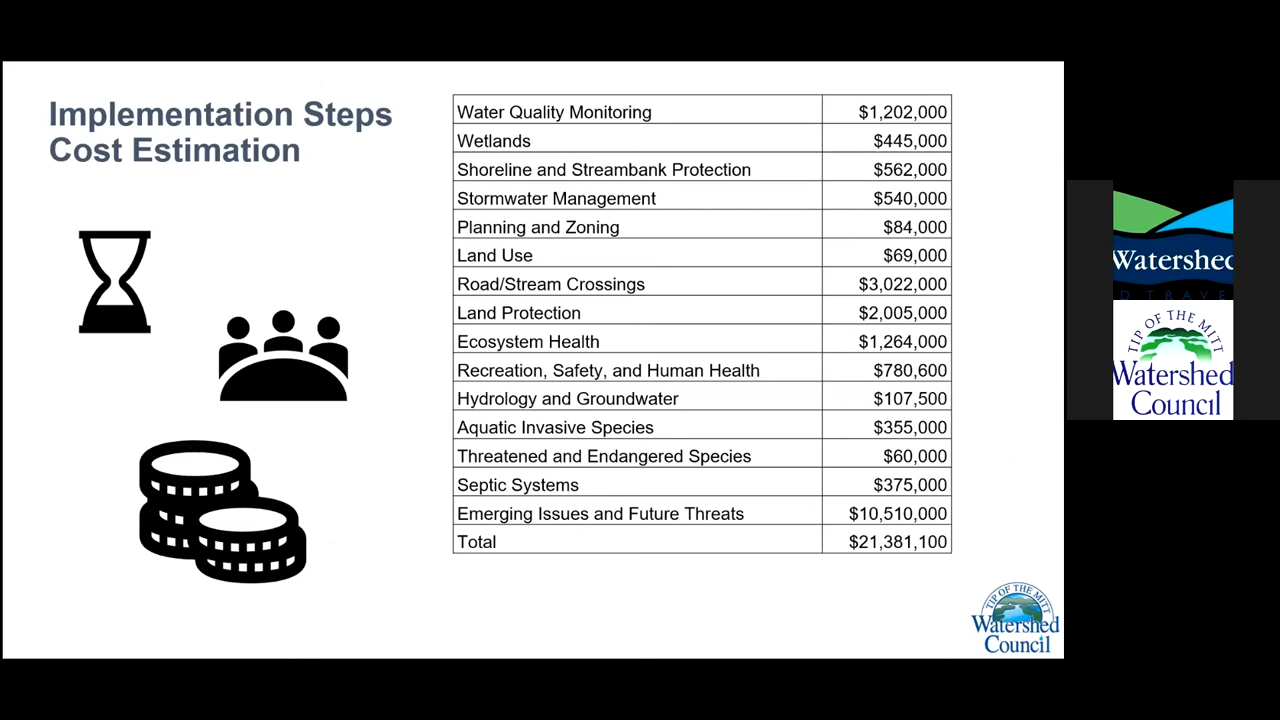 Implementation Steps
Cost Estimation
Water Quality Monitoring $1,202,000
Wetlands $445,000
Shoreline and Streambank Protection $562,000
Stormwater Management $540,000
Planning and Zoning $84,000
Land Use $69,000
Road/Stream Crossings $3,022,000
Land Protection $2,005,000
Ecosystem Health $1,264,000
Recreation, Safety, and Human Health $780,600
Hydrology and Groundwater $107,500
Aquatic Invasive Species $355,000
Threatened and Endangered Species $60,000
Septic Systems $375,000
Emerging Issues and Future Threats $10,510,000
Total $21,381,100
TIP OF THE MITT
Watershed
Council
Watershed
D TRAVE
TIP OF THE MITT
Watershed
Council